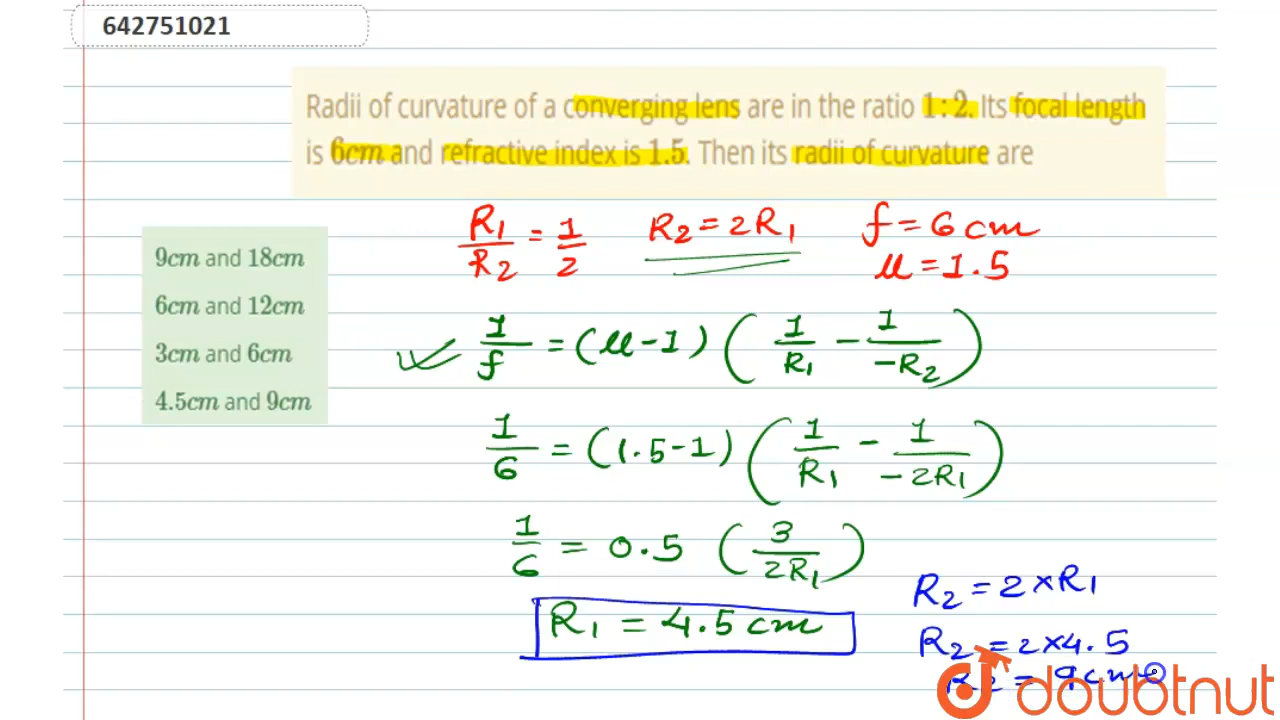 642751021
Radii of curvature of a converging lens are in the ratio 1 : 2. Its focal length
is 6cm and refractive index is 1.5. Then its radii of curvature are
9cm and 18cm
6cm and 12cm
3cm and 6cm
4.5cm and 9cm
R₁/R₂ = 1/2 R₂ = 2R₁ f = 6 cm
μ = 1.5
1/f = (μ-1) (1/R₁ - 1/-R₂)
1/6 = (1.5-1) (1/R₁ - 1/-2R₁)
1/6 = 0.5 (3/2R₁)
R₁ = 4.5 cm
R₂ = 2×R₁
R₂ = 2×4.5
R₂ = 9cm
doubtnut